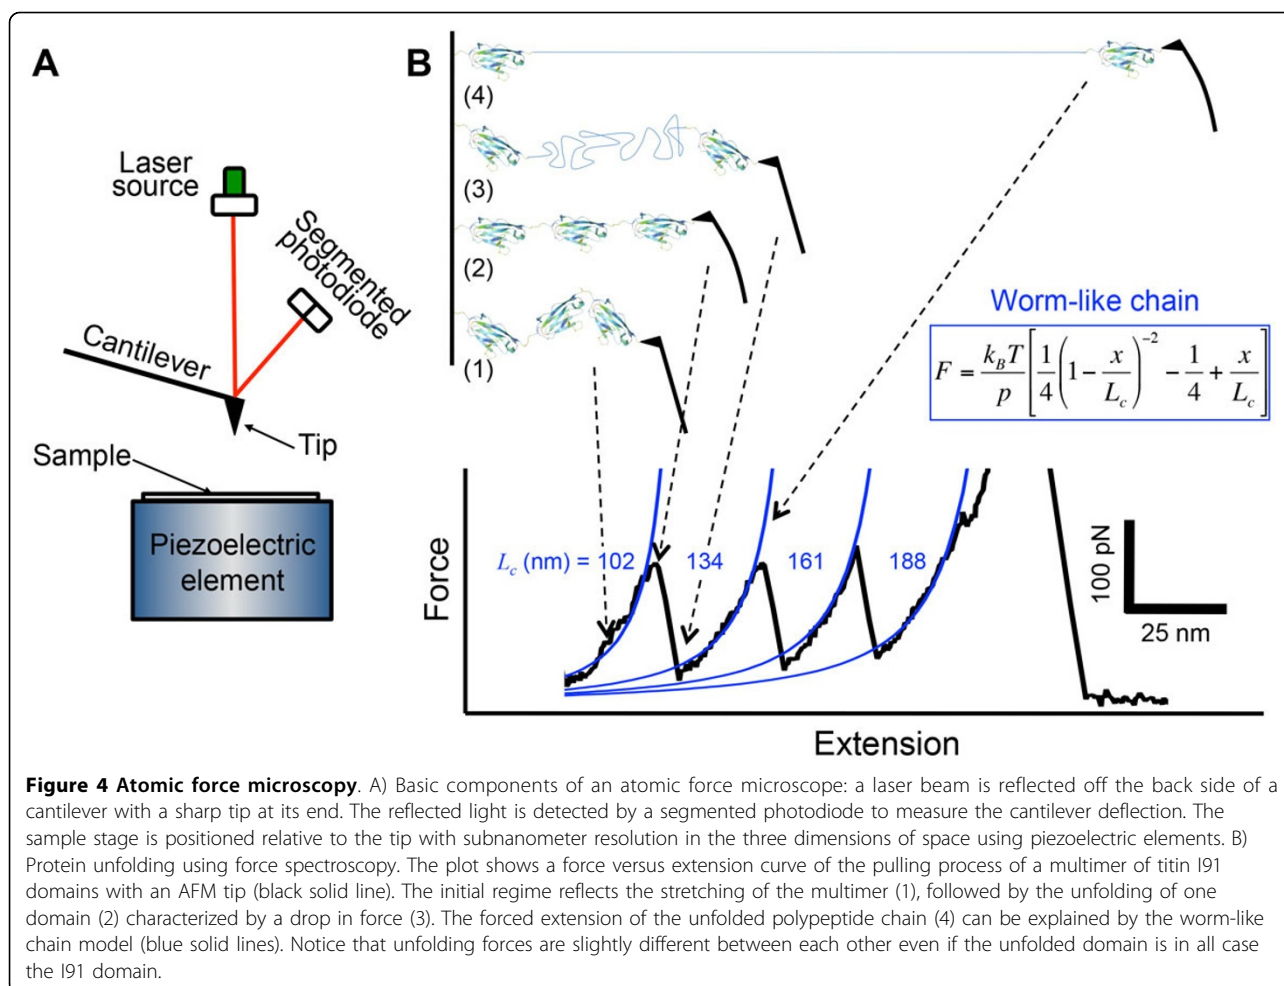 A
Laser
source
Segmented
photodiode
Cantilever
Tip
Sample
Piezoelectric
element
B
(4)
(3)
(2)
(1)
Worm-like chain
F = k_B T / p [ 1/4 ( 1 − x/L_c )^−2 − 1/4 + x/L_c ]
L_c (nm) = 102 134 161 188
Force
100 pN
25 nm
Extension
Figure 4 Atomic force microscopy. A) Basic components of an atomic force microscope: a laser beam is reflected off the back side of a
cantilever with a sharp tip at its end. The reflected light is detected by a segmented photodiode to measure the cantilever deflection. The
sample stage is positioned relative to the tip with subnanometer resolution in the three dimensions of space using piezoelectric elements. B)
Protein unfolding using force spectroscopy. The plot shows a force versus extension curve of the pulling process of a multimer of titin I91
domains with an AFM tip (black solid line). The initial regime reflects the stretching of the multimer (1), followed by the unfolding of one
domain (2) characterized by a drop in force (3). The forced extension of the unfolded polypeptide chain (4) can be explained by the worm-like
chain model (blue solid lines). Notice that unfolding forces are slightly different between each other even if the unfolded domain is in all case
the I91 domain.